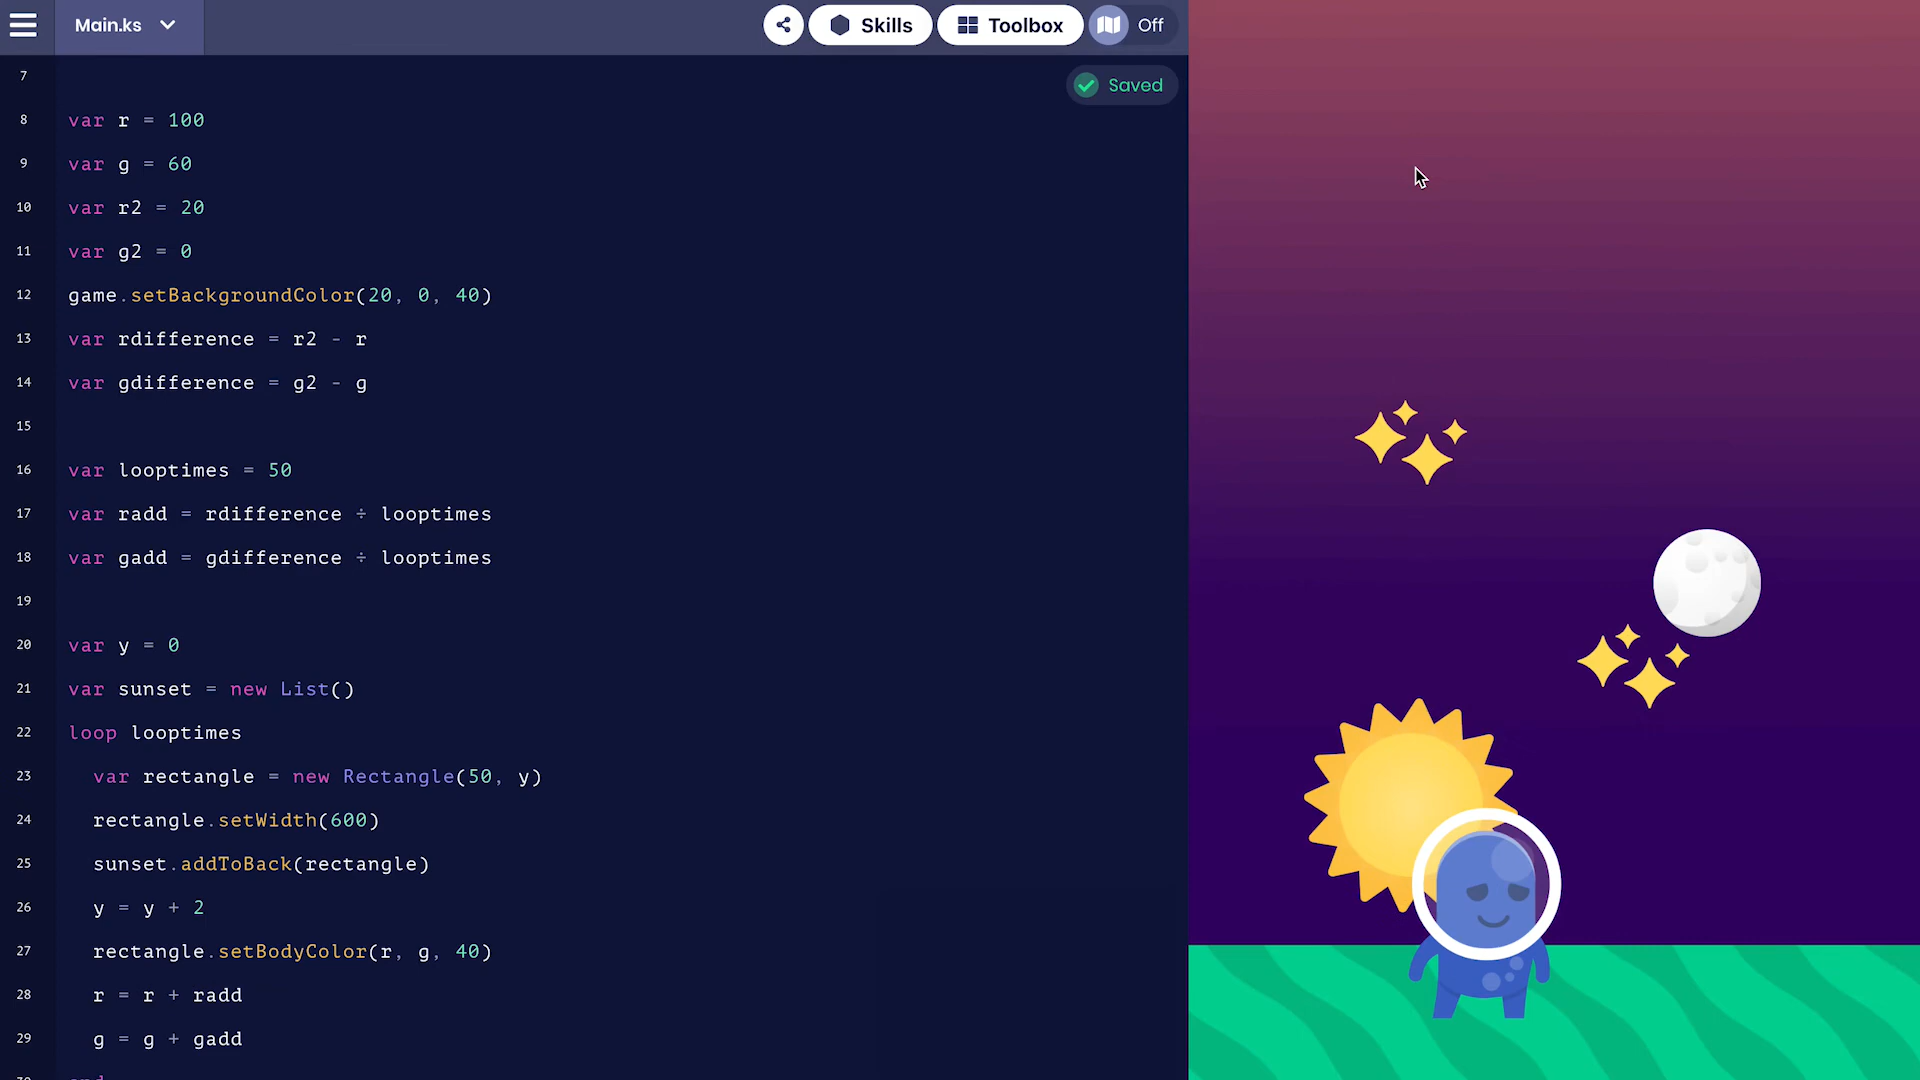 Main.ks
Skills
Toolbox
Off
Saved
7
8 var r = 100
9 var g = 60
10 var r2 = 20
11 var g2 = 0
12 game.setBackgroundColor(20, 0, 40)
13 var rdifference = r2 - r
14 var gdifference = g2 - g
15
16 var looptimes = 50
17 var radd = rdifference ÷ looptimes
18 var gadd = gdifference ÷ looptimes
19
20 var y = 0
21 var sunset = new List()
22 loop looptimes
23 var rectangle = new Rectangle(50, y)
24 rectangle.setWidth(600)
25 sunset.addToBack(rectangle)
26 y = y + 2
27 rectangle.setBodyColor(r, g, 40)
28 r = r + radd
29 g = g + gadd